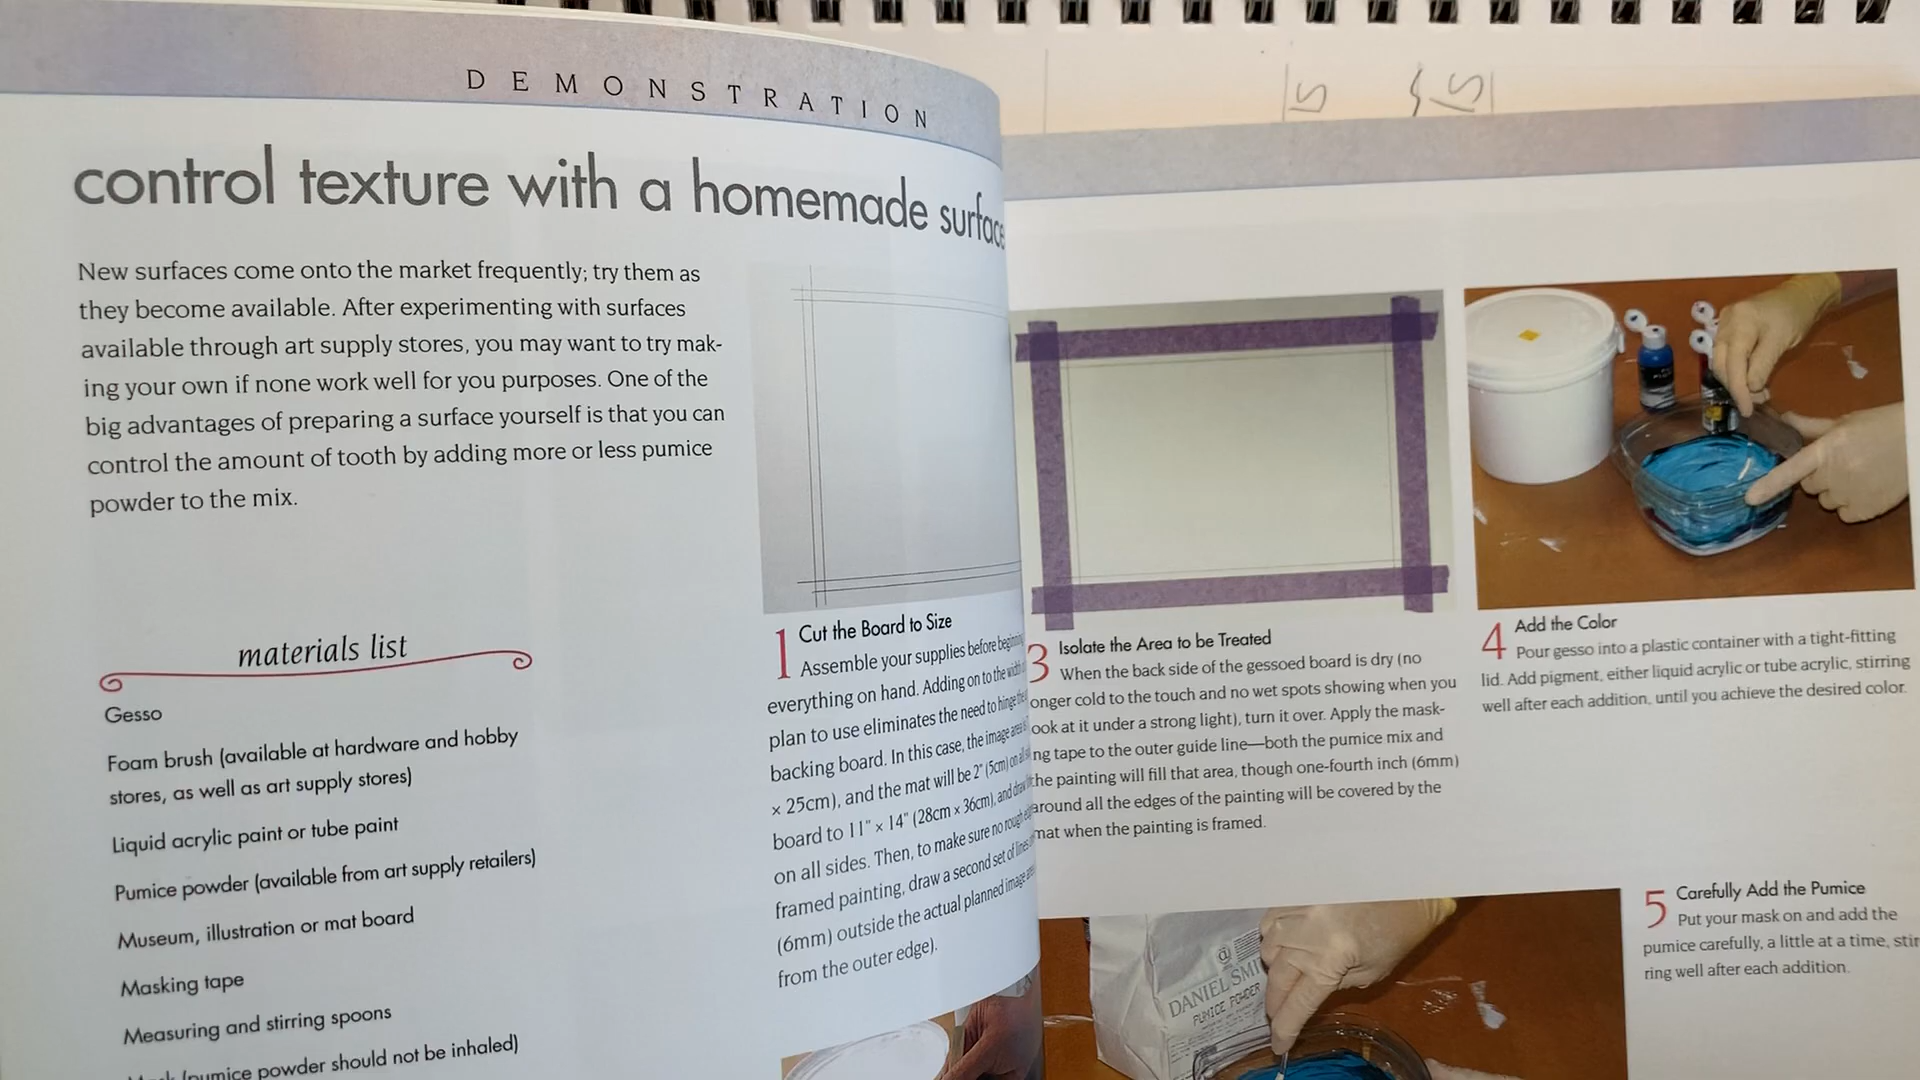 DEMONSTRATION
control texture with a homemade surface
New surfaces come onto the market frequently; try them as
they become available. After experimenting with surfaces
available through art supply stores, you may want to try mak-
ing your own if none work well for you purposes. One of the
big advantages of preparing a surface yourself is that you can
control the amount of tooth by adding more or less pumice
powder to the mix.
materials list
Gesso
Foam brush (available at hardware and hobby
stores, as well as art supply stores)
Liquid acrylic paint or tube paint
Pumice powder (available from art supply retailers)
Museum, illustration or mat board
Masking tape
Measuring and stirring spoons
(pumice powder should not be inhaled)
1 Cut the Board to Size
Assemble your supplies before beginning
everything on hand. Adding on to the width
plan to use eliminates the need to hinge the
backing board. In this case, the image area
× 25cm), and the mat will be 2" (5cm) on all
board to 11" × 14" (28cm × 36cm), and draw
on all sides. Then, to make sure no rough
framed painting, draw a second set of lines
(6mm) outside the actual planned image
from the outer edge).
3 Isolate the Area to be Treated
When the back side of the gessoed board is dry (no
onger cold to the touch and no wet spots showing when you
ook at it under a strong light), turn it over. Apply the mask-
ng tape to the outer guide line—both the pumice mix and
the painting will fill that area, though one-fourth inch (6mm)
around all the edges of the painting will be covered by the
mat when the painting is framed.
4 Add the Color
Pour gesso into a plastic container with a tight-fitting
lid. Add pigment, either liquid acrylic or tube acrylic, stirring
well after each addition, until you achieve the desired color.
DANIEL SMI
PUMICE POWDER
5 Carefully Add the Pumice
Put your mask on and add the
pumice carefully, a little at a time, stir
ring well after each addition.